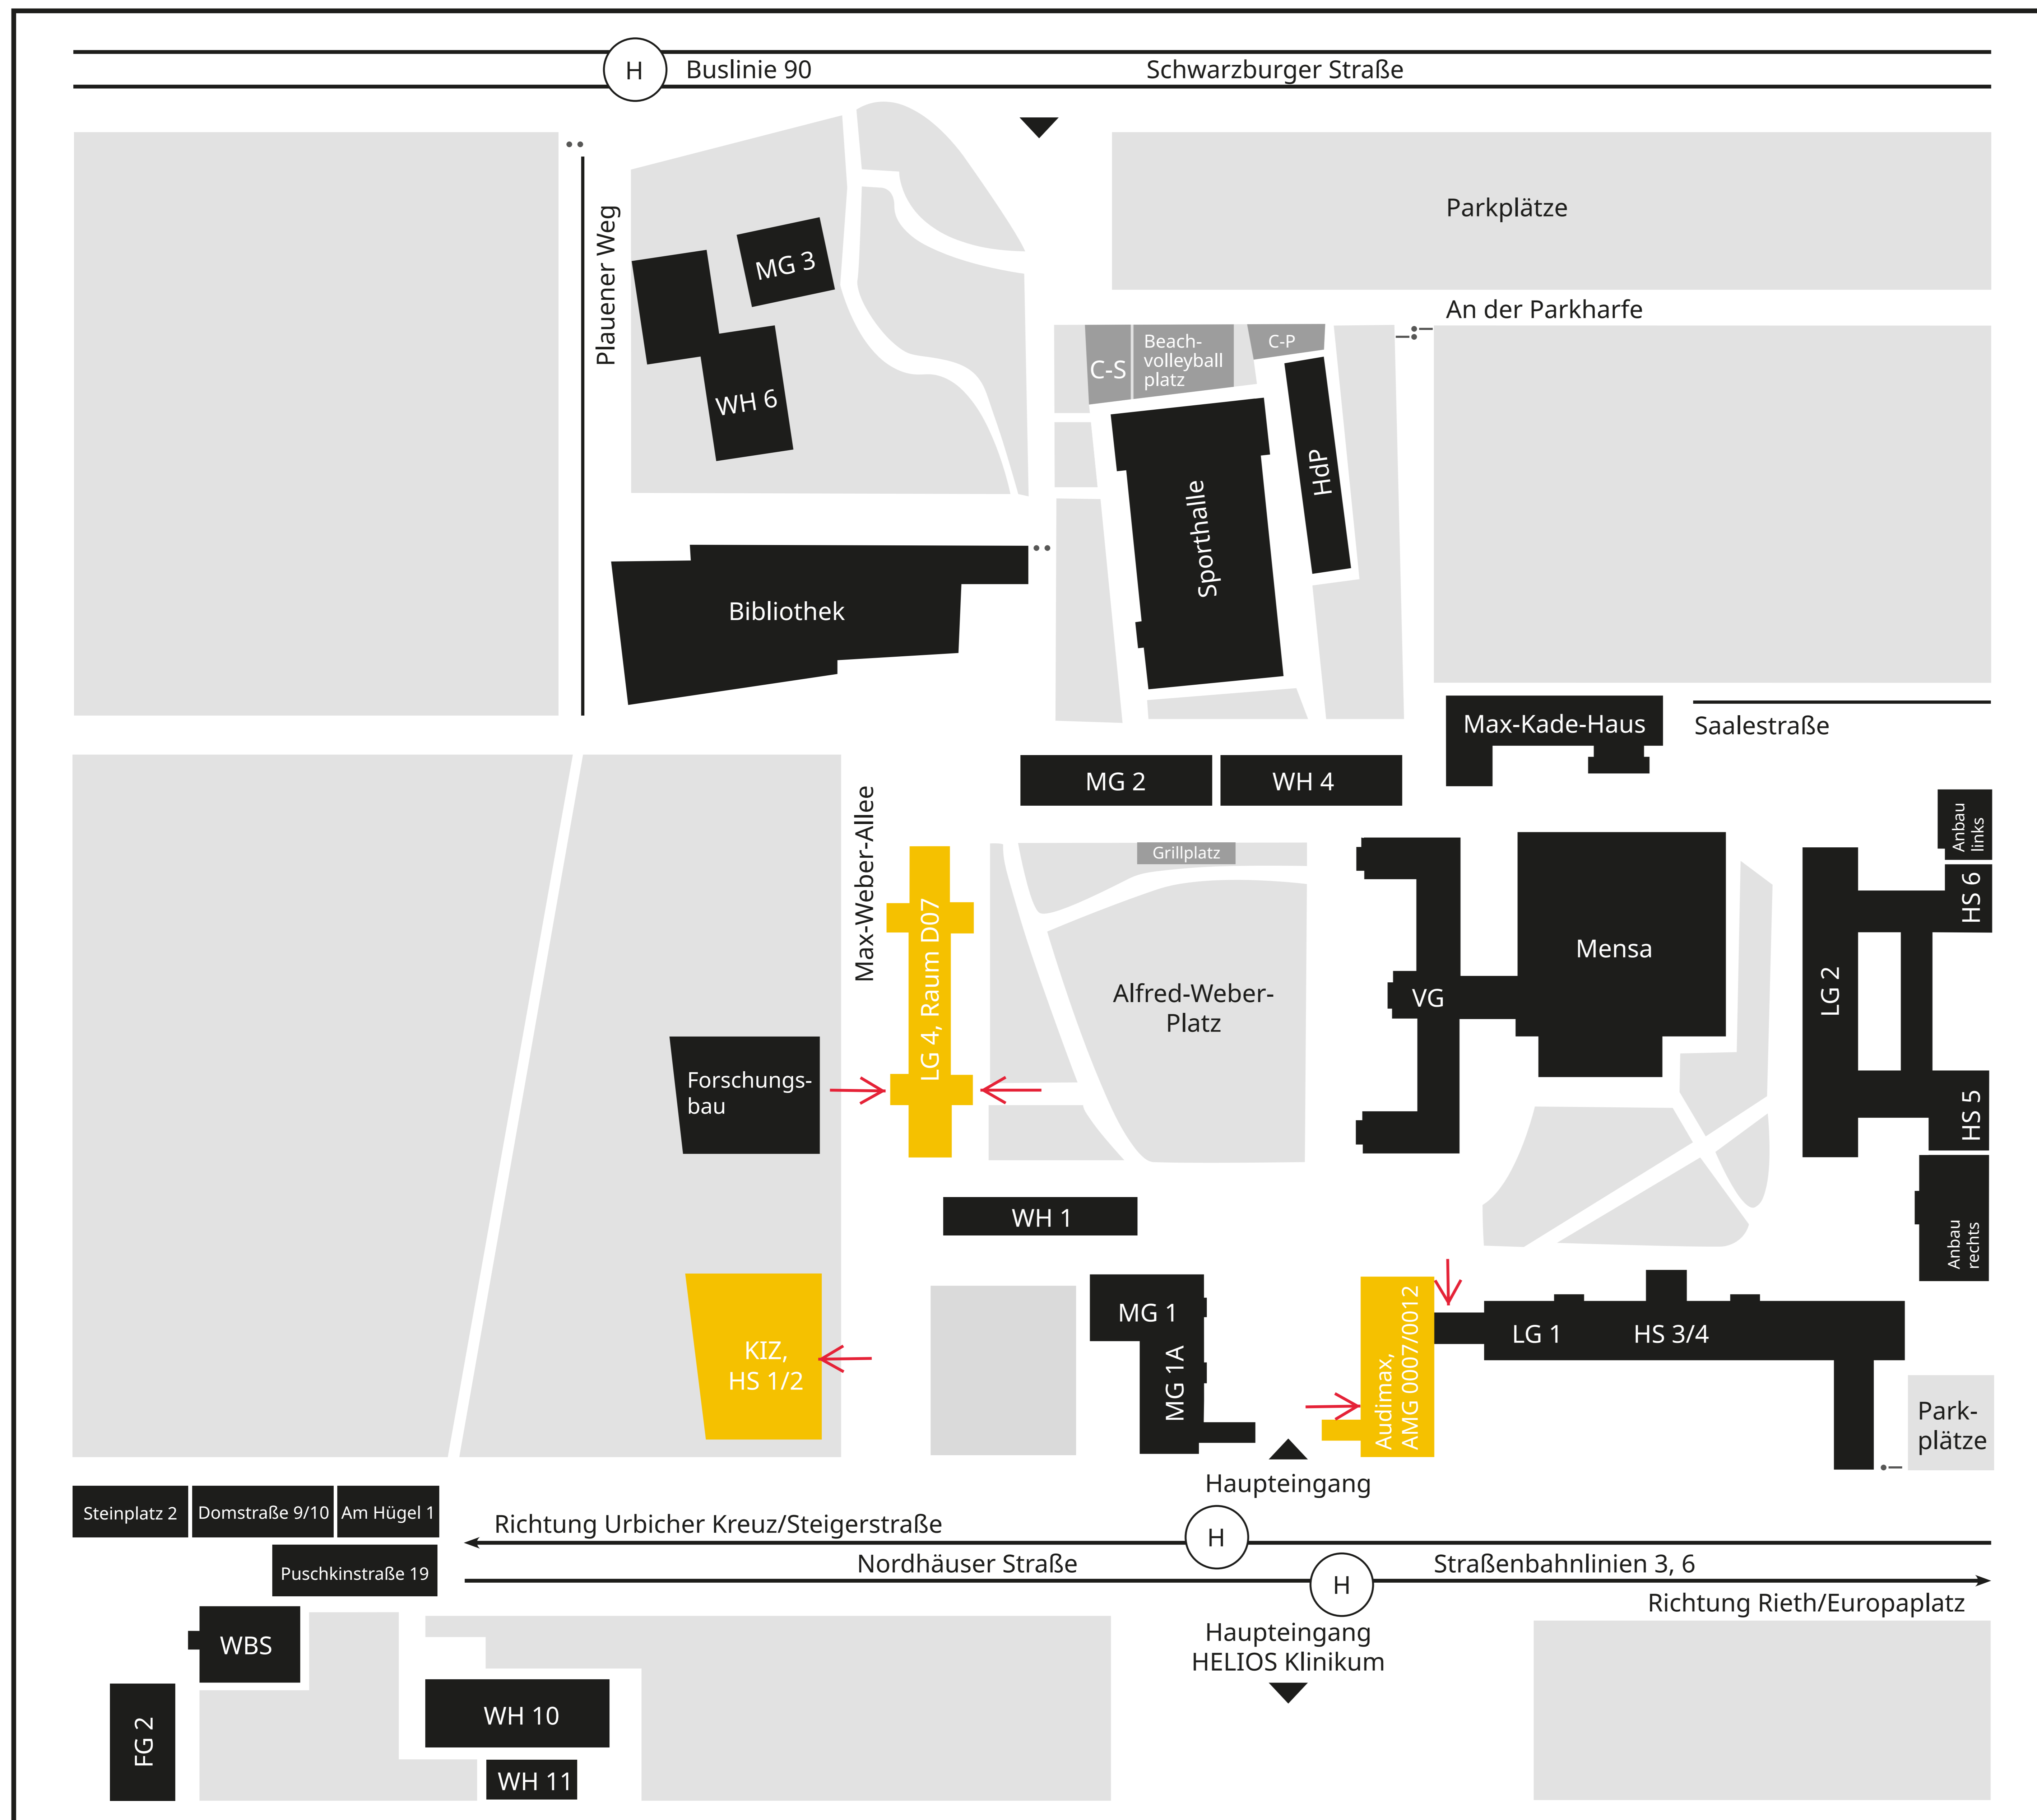 H
Buslinie 90
Schwarzburger Straße
Plauener Weg
MG 3
WH 6
Parkplätze
An der Parkharfe
C-S
Beach-
volleyball
platz
C-P
HdP
Sporthalle
Bibliothek
Max-Kade-Haus
Saalestraße
MG 2
WH 4
Max-Weber-Allee
LG 4, Raum D07
Grillplatz
Alfred-Weber-
Platz
VG
Mensa
LG 2
Anbau
links
HS 6
HS 5
Anbau
rechts
Forschungs-
bau
WH 1
KIZ,
HS 1/2
MG 1
MG 1A
Audimax,
AMG 0007/0012
LG 1
HS 3/4
Park-
plätze
Haupteingang
Steinplatz 2
Domstraße 9/10
Am Hügel 1
Puschkinstraße 19
Richtung Urbicher Kreuz/Steigerstraße
H
Nordhäuser Straße
H
Straßenbahnlinien 3, 6
Richtung Rieth/Europaplatz
Haupteingang
HELIOS Klinikum
WBS
FG 2
WH 10
WH 11